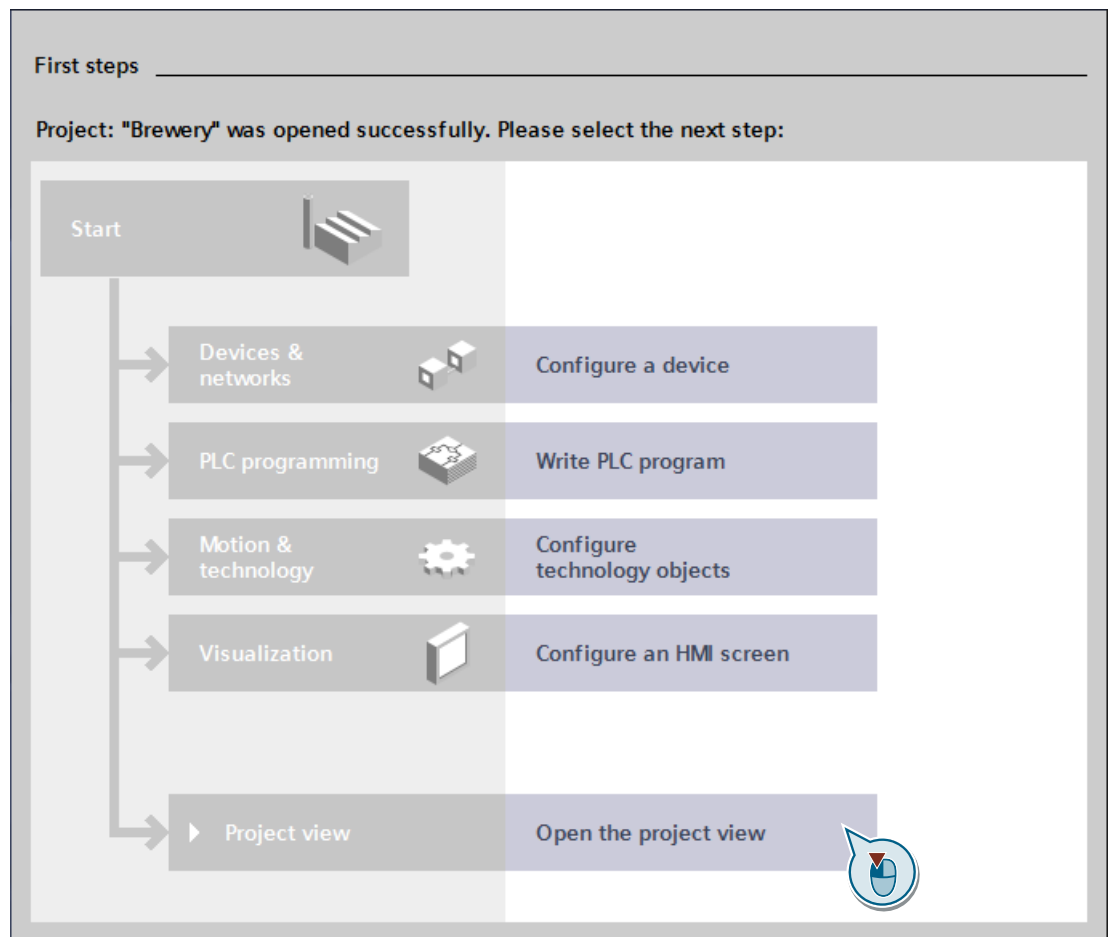 First steps
Project: "Brewery" was opened successfully. Please select the next step:
Start
Devices &
networks
Configure a device
PLC programming
Write PLC program
Motion &
technology
Configure
technology objects
Visualization
Configure an HMI screen
Project view
Open the project view